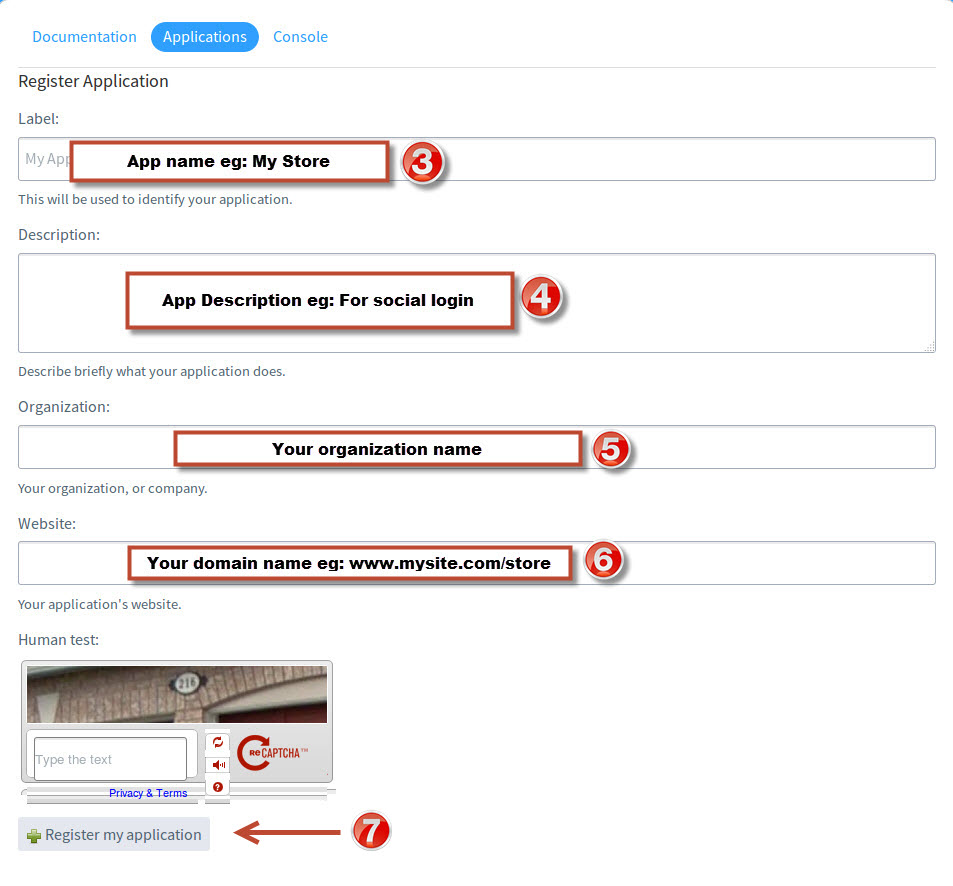 Documentation Applications Console
Register Application
Label:
My App
App name eg: My Store
3
This will be used to identify your application.
Description:
App Description eg: For social login
4
Describe briefly what your application does.
Organization:
Your organization name
5
Your organization, or company.
Website:
Your domain name eg: www.mysite.com/store
6
Your application's website.
Human test:
216
Type the text
reCAPTCHA™
?
Privacy & Terms
Register my application
7